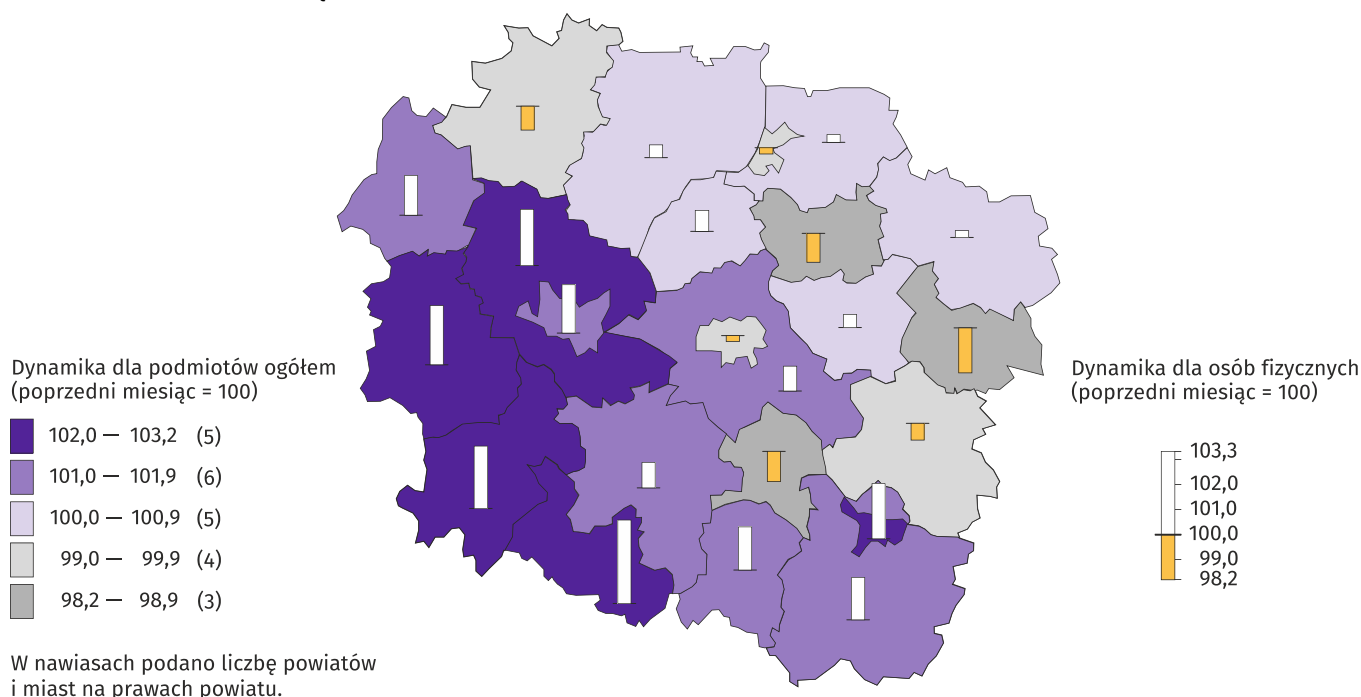 Dynamika dla podmiotów ogółem
(poprzedni miesiąc = 100)
102,0 — 103,2 (5)
101,0 — 101,9 (6)
100,0 — 100,9 (5)
99,0 — 99,9 (4)
98,2 — 98,9 (3)
W nawiasach podano liczbę powiatów
i miast na prawach powiatu.
Dynamika dla osób fizycznych
(poprzedni miesiąc = 100)
103,3
102,0
101,0
100,0
99,0
98,2